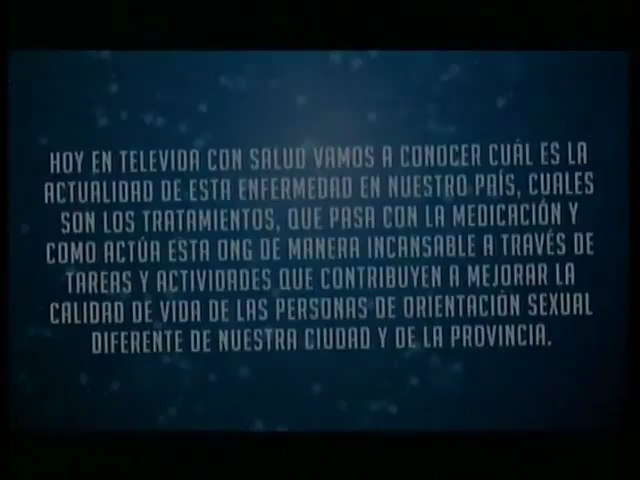 HOY EN TELEVIDA CON SALUD VAMOS A CONOCER CUÁL ES LA
ACTUALIDAD DE ESTA ENFERMEDAD EN NUESTRO PAÍS, CUALES
SON LOS TRATAMIENTOS, QUE PASA CON LA MEDICACIÓN Y
COMO ACTÚA ESTA ONG DE MANERA INCANSABLE A TRAVÉS DE
TAREAS Y ACTIVIDADES QUE CONTRIBUYEN A MEJORAR LA
CALIDAD DE VIDA DE LAS PERSONAS DE ORIENTACIÓN SEXUAL
DIFERENTE DE NUESTRA CIUDAD Y DE LA PROVINCIA.